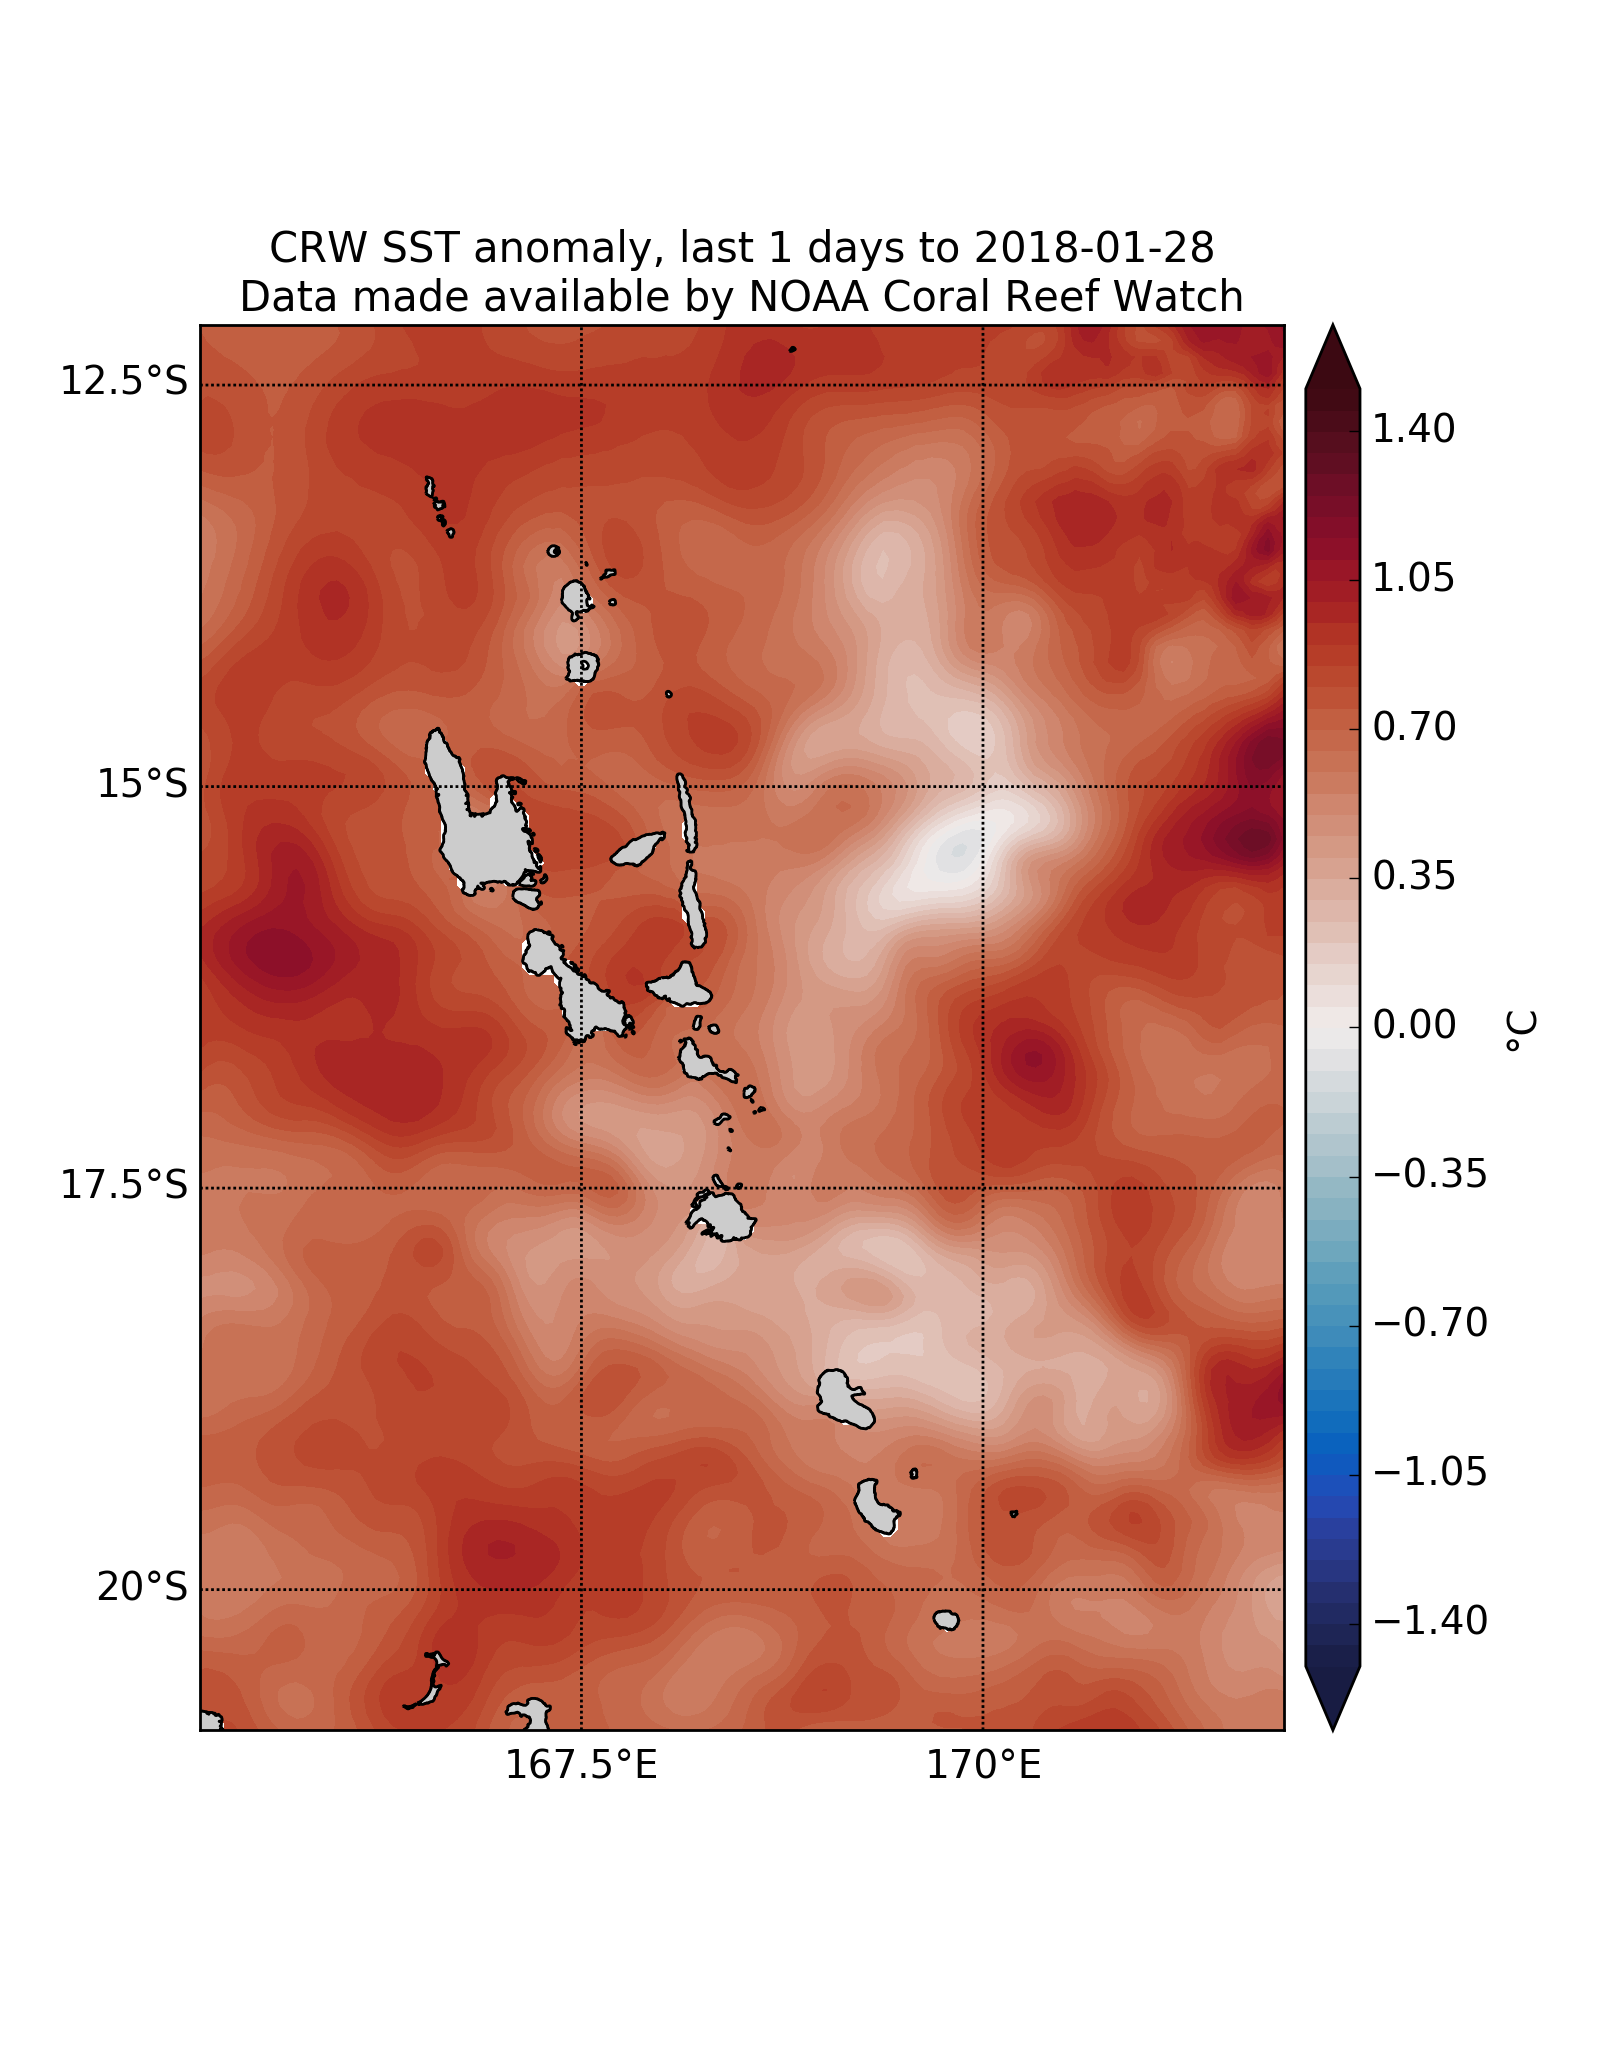 CRW SST anomaly, last 1 days to 2018-01-28
Data made available by NOAA Coral Reef Watch
12.5°S
15°S
17.5°S
20°S
167.5°E
170°E
1.40
1.05
0.70
0.35
0.00
−0.35
−0.70
−1.05
−1.40
°C